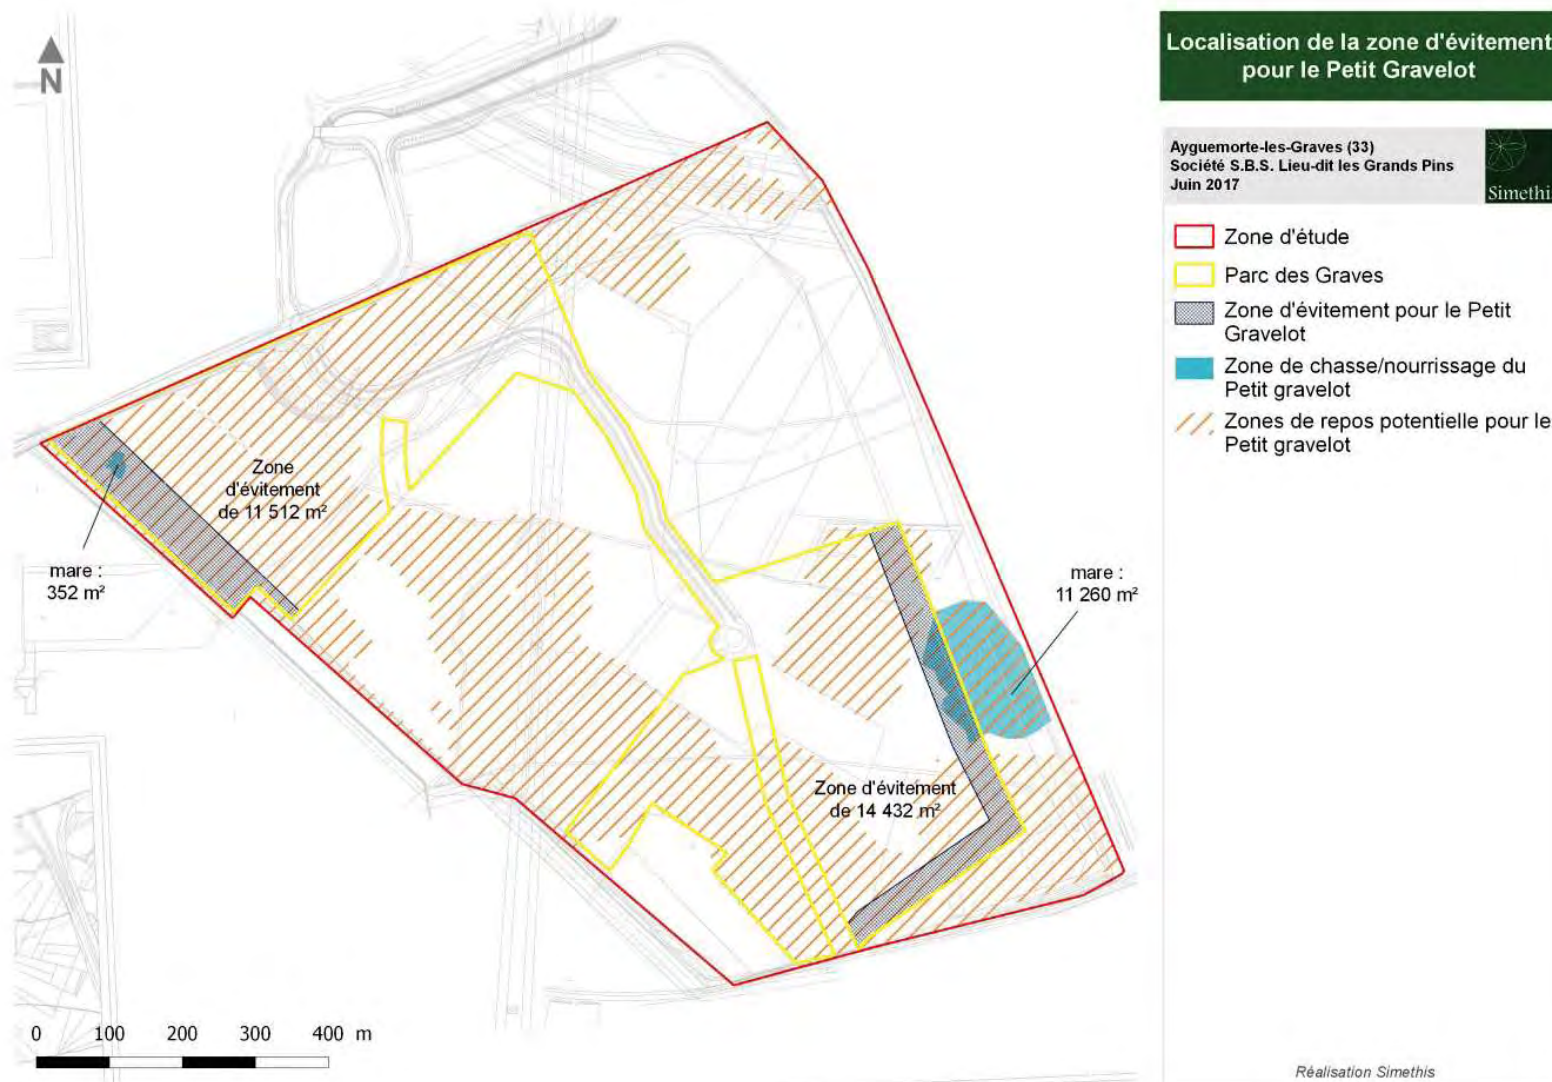 N
Localisation de la zone d'évitement
pour le Petit Gravelot
Ayguemorte-les-Graves (33)
Société S.B.S. Lieu-dit les Grands Pins
Juin 2017
Simethis
Zone d'étude
Parc des Graves
Zone d'évitement pour le Petit
Gravelot
Zone de chasse/nourrissage du
Petit gravelot
Zones de repos potentielle pour le
Petit gravelot
Zone
d'évitement
de 11 512 m²
mare :
352 m²
mare :
11 260 m²
Zone d'évitement
de 14 432 m²
0 100 200 300 400 m
Réalisation Simethis